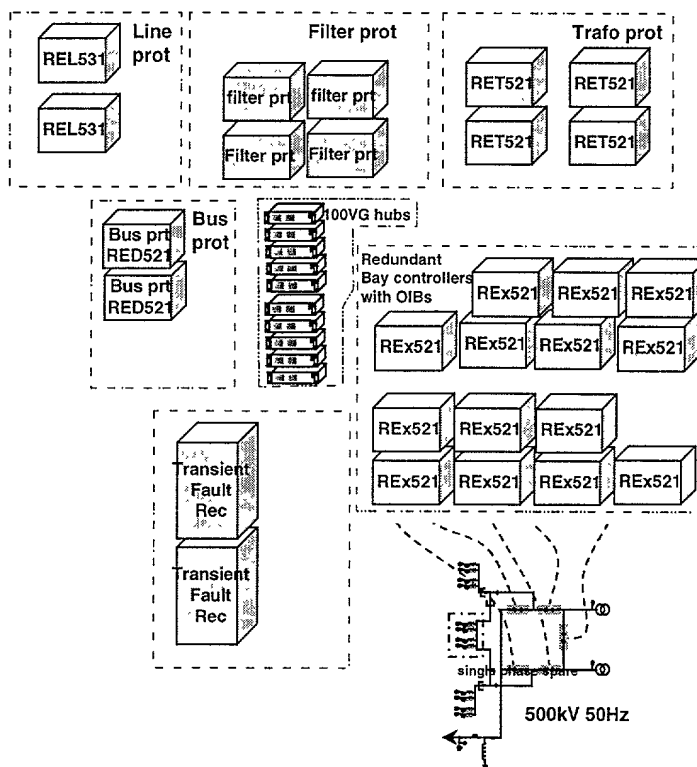 Line
prot
REL531
REL531
Filter prot
filter prt
filter prt
Filter prt
Filter prt
Trafo prot
RET521
RET521
RET521
RET521
Bus
prot
Bus prt
RED521
Bus prt
RED521
100VG hubs
Redundant
Bay controllers
with OIBs
REx521
REx521
REx521
REx521
REx521
REx521
REx521
REx521
REx521
REx521
REx521
REx521
REx521
REx521
Transient
Fault
Rec
Transient
Fault
Rec
single phase spare
500kV 50Hz